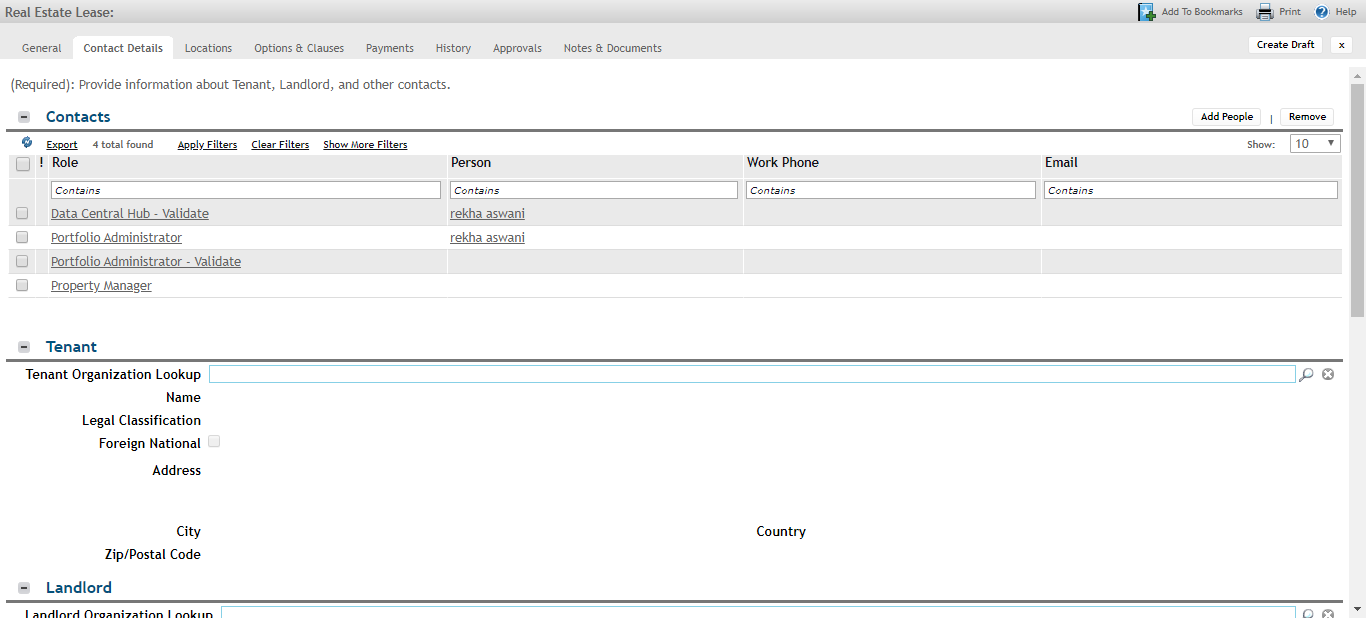 Real Estate Lease: Add To Bookmarks Print ? Help
General Contact Details Locations Options & Clauses Payments History Approvals Notes & Documents Create Draft x
(Required): Provide information about Tenant, Landlord, and other contacts.
Contacts Add People | Remove
Export 4 total found Apply Filters Clear Filters Show More Filters Show: 10
! Role Person Work Phone Email
Contains Contains Contains Contains
Data Central Hub - Validate rekha aswani
Portfolio Administrator rekha aswani
Portfolio Administrator - Validate
Property Manager
Tenant
Tenant Organization Lookup
Name
Legal Classification
Foreign National
Address
City Country
Zip/Postal Code
Landlord
Landlord Organization Lookup